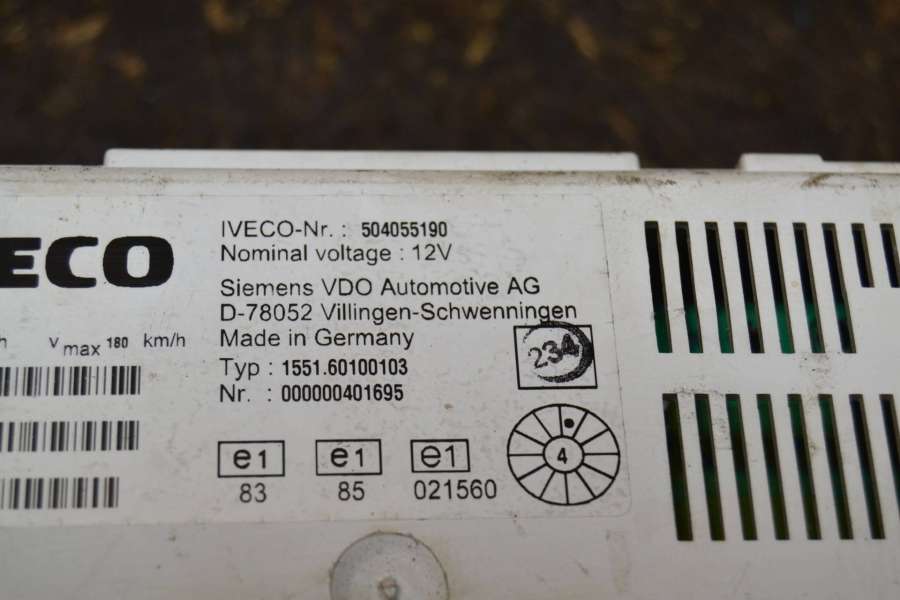 IVECO-Nr. : 504055190
Nominal voltage : 12V
ECO
Siemens VDO Automotive AG
D-78052 Villingen-Schwenningen
Made in Germany
h V max 180 km/h
234
Typ : 1551.60100103
Nr. : 000000401695
4
e1 e1 e1
83 85 021560